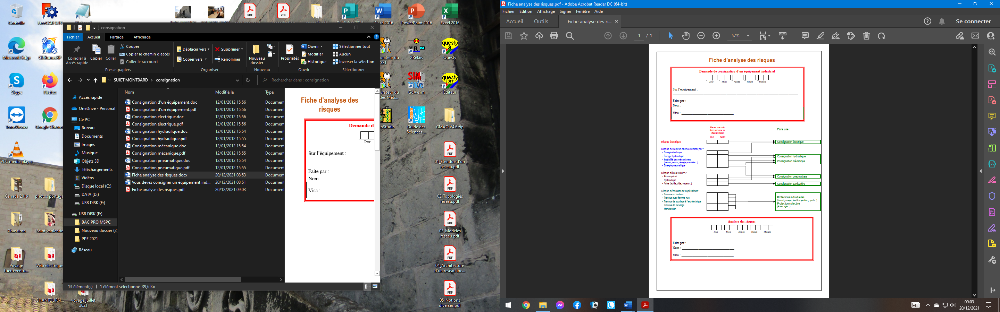 Corbeille
FreeCAD 0.19
Word 2016
PowerPoint 2016
Excel 2016
Microsoft Edge
CDBurnerXP
Skype
Firefox
TeamViewer
Google Chrome
VLC media player
Canada 2019
photos portuga
Chassiron
Saint vanlentin
Voyage
fuerteventu...
Vélo électrique
CHANTOURN...
voyage juillet
2021
XRelais
Questy
GdA-sim
Editeur
Guide des
Sciences ...
GMAO V4.6.zip
01_Etendue d'un
réseau.pdf
02_Topologies
réseau.pdf
03_Modèles
réseau.pdf
04_Architecture
d'un reseau loc...
05_Notions
diverses.pdf
consignation
Fichier
Accueil
Partage
Affichage
Épingler à
Accès rapide
Copier
Coller
Couper
Copier le chemin d'accès
Coller le raccourci
Presse-papiers
Déplacer vers
Copier vers
Supprimer
Renommer
Organiser
Nouveau
dossier
Nouveau
Propriétés
Ouvrir
Modifier
Historique
Ouvrir
Sélectionner tout
Aucun
Inverser la sélection
Sélectionner
SUJET MONTBARD
consignation
Rechercher dans : consignation
Accès rapide
OneDrive - Personal
Ce PC
Bureau
Documents
Images
Musique
Objets 3D
Téléchargements
Vidéos
Disque local (C:)
DATA (D:)
USB DISK (F:)
USB DISK (F:)
BAC PRO MSPC
Nouveau dossier (2)
PPE 2021
Réseau
Nom Modifié le Type
Consignation d'un équipement.doc 12/01/2012 15:56 Document
Consignation d'un équipement.pdf 12/01/2012 15:56 Document
Consignation électrique.doc 12/01/2012 15:56 Document
Consignation électrique.pdf 12/01/2012 15:56 Document
Consignation hydraulique.doc 12/01/2012 15:54 Document
Consignation hydraulique.pdf 12/01/2012 15:55 Document
Consignation mécanique.doc 12/01/2012 15:54 Document
Consignation mécanique.pdf 12/01/2012 15:55 Document
Consignation pneumatique.doc 12/01/2012 15:54 Document
Consignation pneumatique.pdf 12/01/2012 15:55 Document
Fiche analyse des risques.docx 20/12/2021 08:53 Document
Vous devez consigner un équipement ind... 20/12/2021 08:51 Document
Fiche analyse des risques.pdf 20/12/2021 09:03 Document
Fiche d'analyse des
risques
Demande d
Jour
Sur l'équipement :
Faite par :
Nom :
Visa :
13 élément(s) 1 élément sélectionné 39,6 Ko
Fiche analyse des risques.pdf - Adobe Acrobat Reader DC (64-bit)
Fichier Edition Affichage Signer Fenêtre Aide
Accueil Outils Fiche analyse des ri... Se connecter
1 / 1 57%
Fiche d'analyse des risques
Demande de consignation d'un équipement industriel
Jour Mois Année Heure Minute
Sur l'équipement :
Faite par :
Nom :
Visa :
Placez une croix
dans une case de
chaque risque
OUI NON
Faire une :
Risque électrique
Consignation électrique
Risque de remise en mouvement par :
- Énergie électrique
- Énergie hydraulique
- Instabilité des mécanismes
(balourd, ressort, énergie potentielle...)
- Energie pneumatique
Consignation hydraulique
Consignation mécanique
Risque dû aux fluides :
- Air comprimé
- Hydraulique
- Autre (acide, vide, vapeur...)
Consignation pneumatique
Consignation particulière
Risque découlant des opérations :
- Travaux en hauteur
- Travaux avec flamme nue
- Travaux de soudage à l'arc électrique
- Travaux de meulage
- Manutention
Protections individuelles
(harnais, casque, lunettes spéciales, gants...)
Protection collective
(écran, vigie...)
Analyse des risques
Jour Mois Année Heure Minute
Faite par :
Nom :
Visa :
09:03
20/12/2021